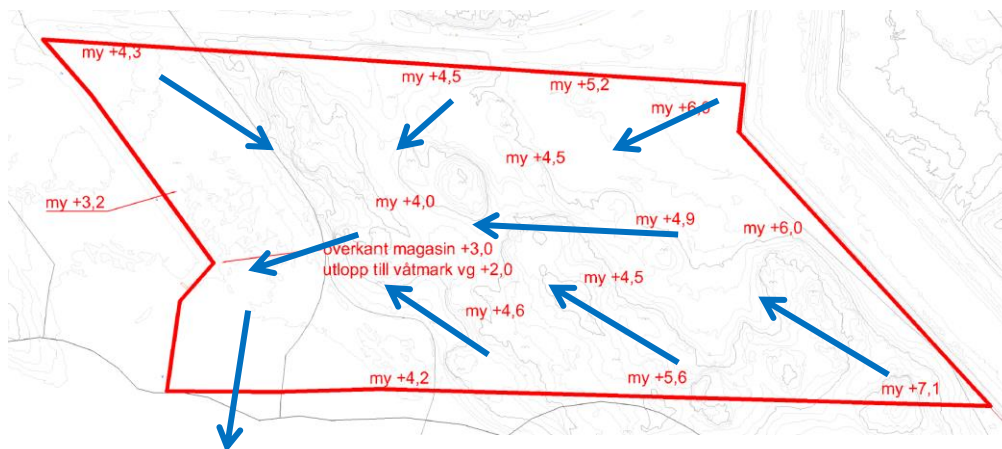 my +4,3
my +4,5
my +5,2
my +6,0
my +4,5
my +3,2
my +4,0
my +4,9
my +6,0
överkant magasin +3,0
utlopp till våtmark vg +2,0
my +4,5
my +4,6
my +4,2
my +5,6
my +7,1